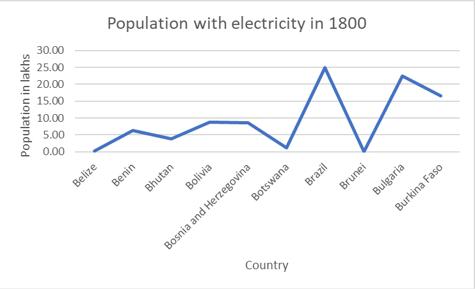 Population with electricity in 1800
Population in lakhs
30.00
25.00
20.00
15.00
10.00
5.00
0.00
Belize
Benin
Bhutan
Bolivia
Bosnia and Herzegovina
Botswana
Brazil
Brunei
Bulgaria
Burkina Faso
Country